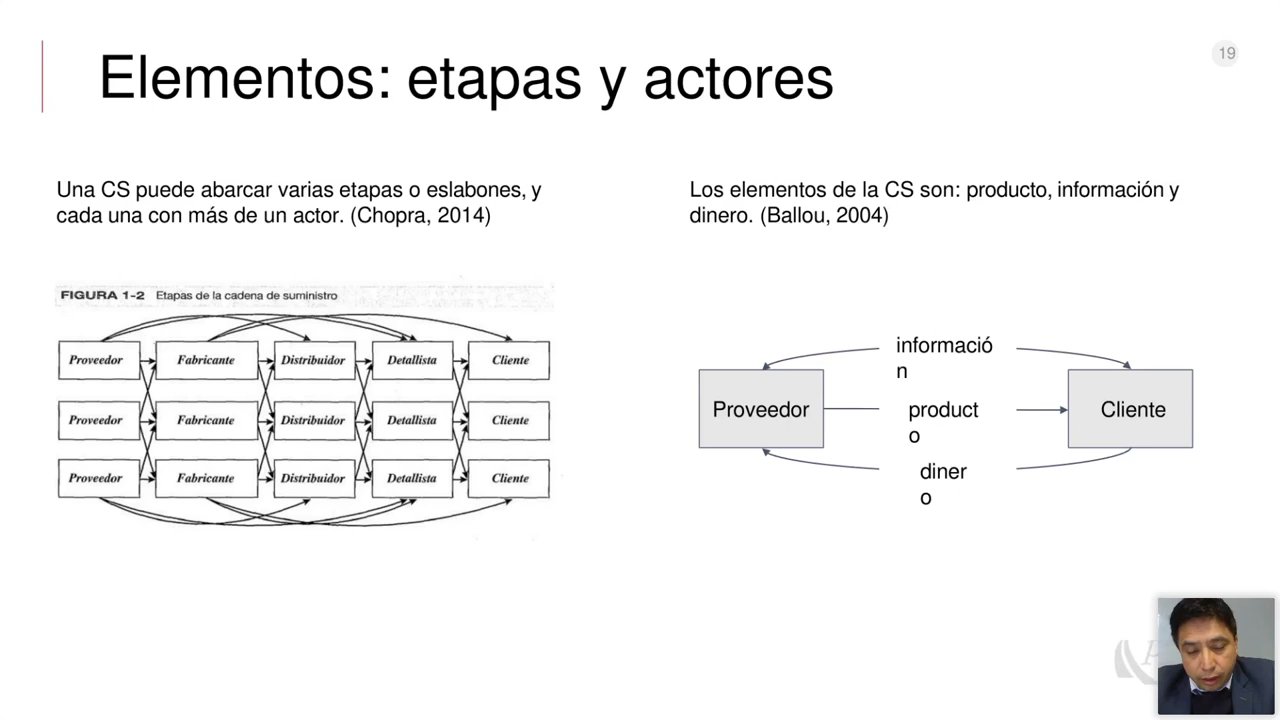 19
Elementos: etapas y actores
Una CS puede abarcar varias etapas o eslabones, y
cada una con más de un actor. (Chopra, 2014)
FIGURA 1-2 Etapas de la cadena de suministro
Proveedor Fabricante Distribuidor Detallista Cliente
Proveedor Fabricante Distribuidor Detallista Cliente
Proveedor Fabricante Distribuidor Detallista Cliente
Los elementos de la CS son: producto, información y
dinero. (Ballou, 2004)
informació
n
Proveedor
product
o
Cliente
diner
o